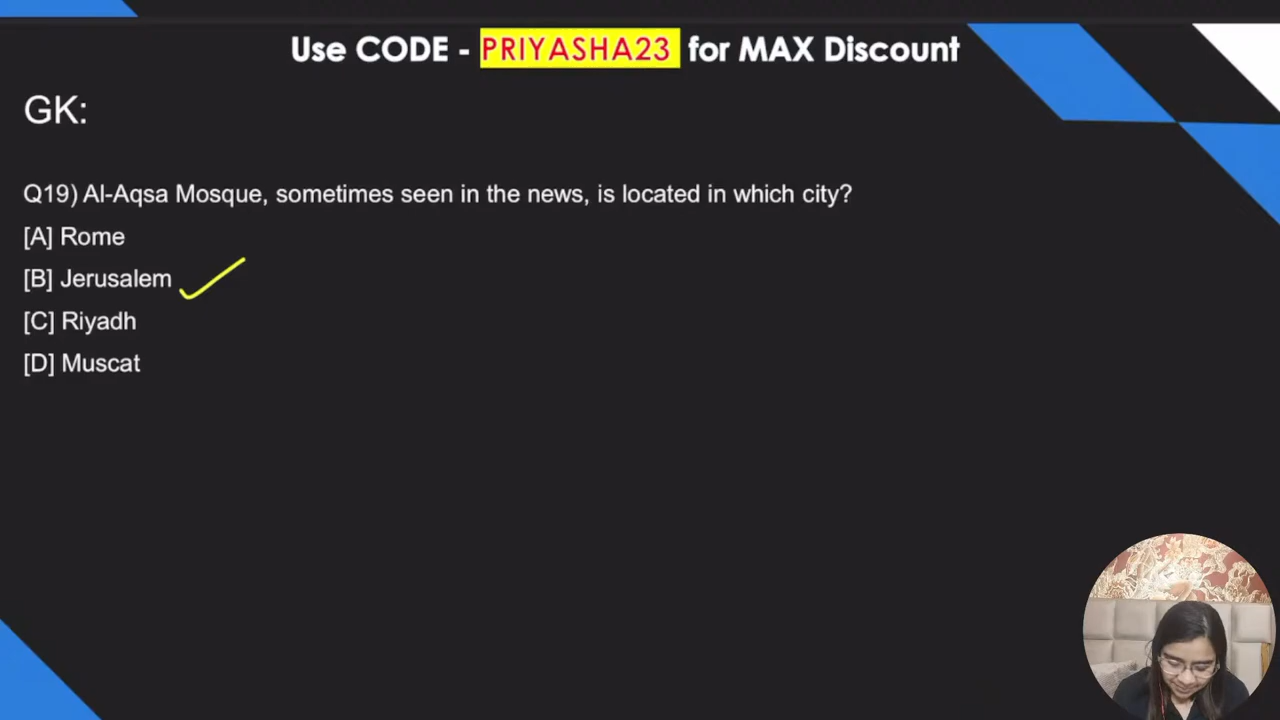 Use CODE - PRIYASHA23 for MAX Discount
GK:
Q19) Al-Aqsa Mosque, sometimes seen in the news, is located in which city?
[A] Rome
[B] Jerusalem
[C] Riyadh
[D] Muscat